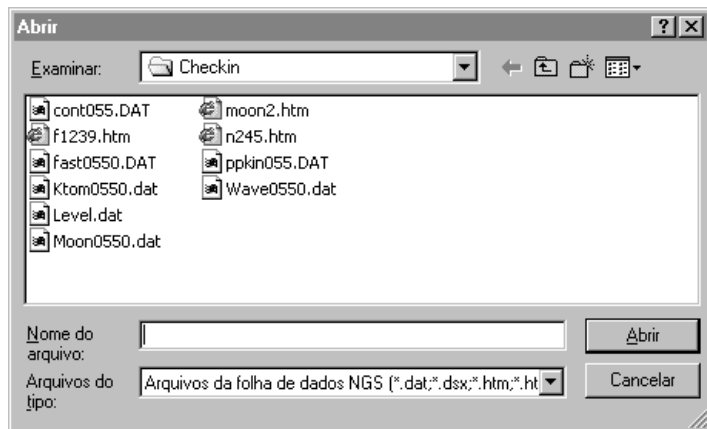 Abrir
Examinar:
Checkin
cont055.DAT
f1239.htm
fast0550.DAT
Ktom0550.dat
Level.dat
Moon0550.dat
moon2.htm
n245.htm
ppkin055.DAT
Wave0550.dat
Nome do
arquivo:
Abrir
Arquivos do
tipo:
Arquivos da folha de dados NGS (*.dat;*.dsx;*.htm;*.ht
Cancelar